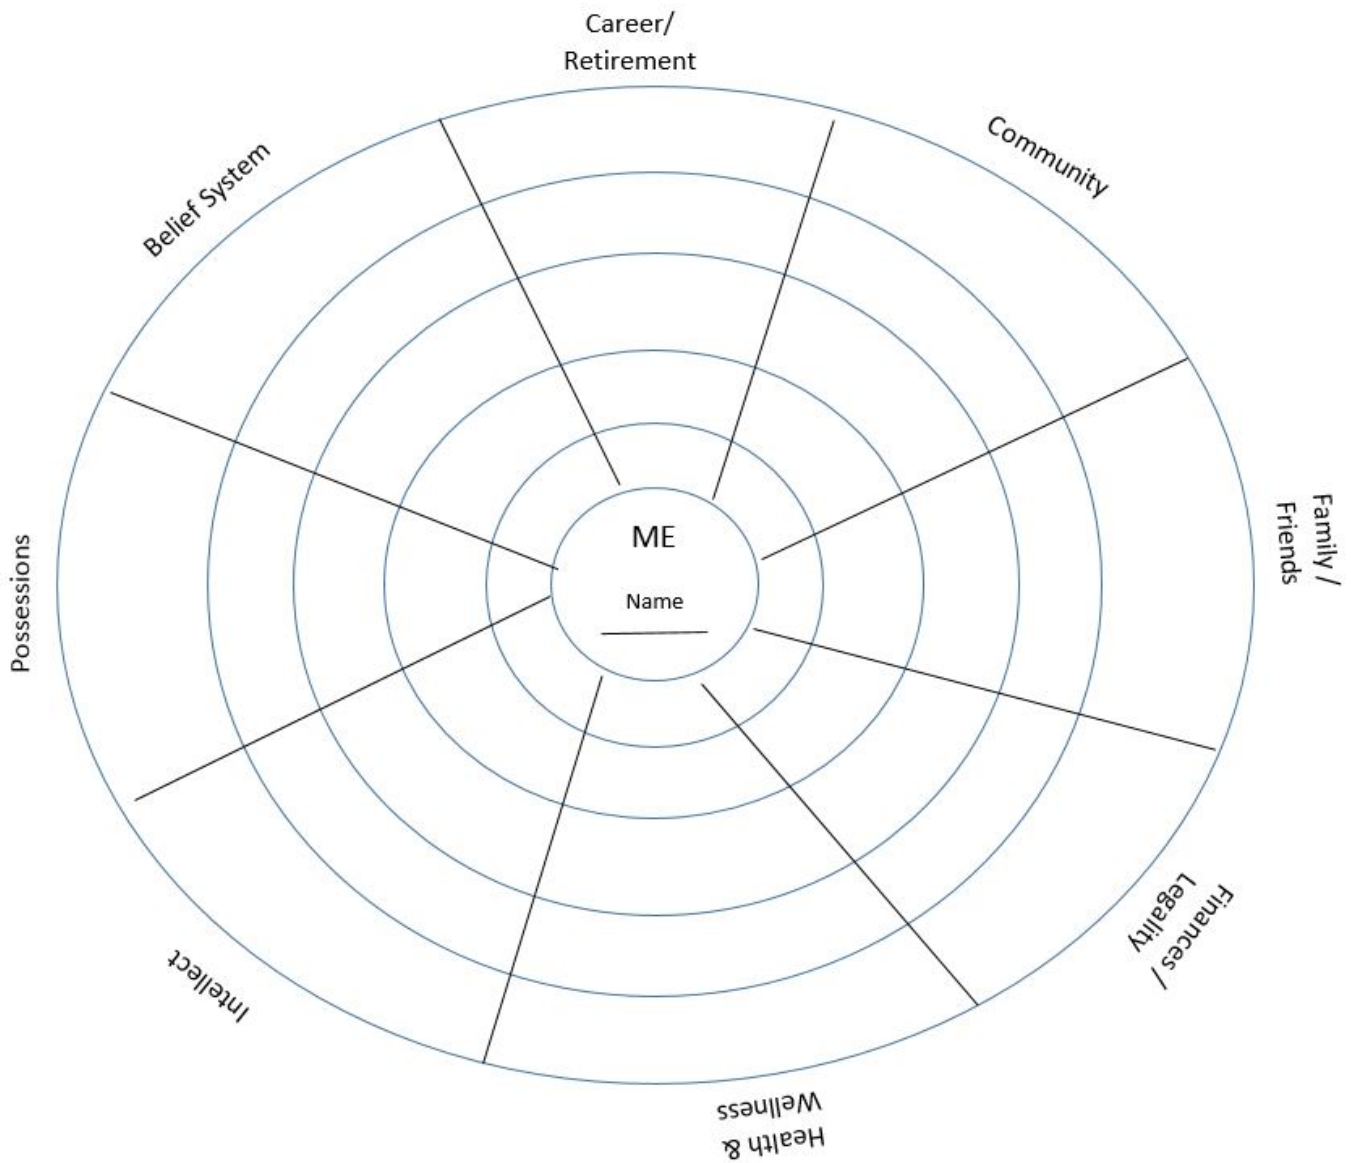 Career/
Retirement
Community
Family /
Friends
Finances /
Legality
Health &
Wellness
Intellect
Possessions
Belief System
ME
Name